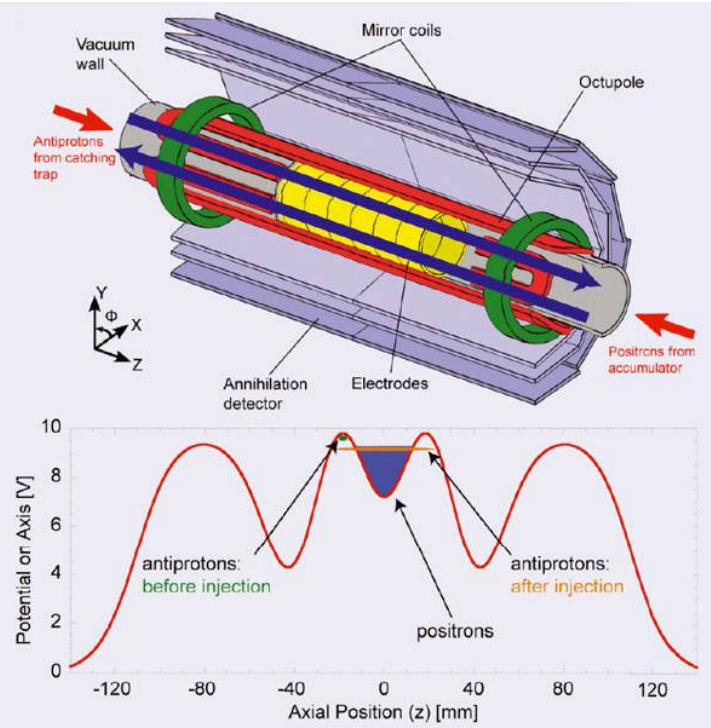 Mirror coils
Vacuum
wall
Octupole
Antiprotons
from catching
trap
Y
Φ
X
Z
Positrons from
accumulator
Annihilation
detector
Electrodes
10
8
6
4
2
0
Potential on Axis [V]
antiprotons:
before injection
antiprotons:
after injection
positrons
-120
-80
-40
0
40
80
120
Axial Position (z) [mm]